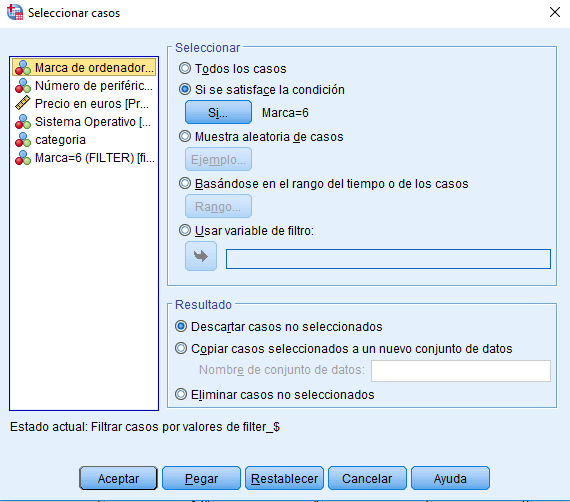 Seleccionar casos
Marca de ordenador...
Número de periféric...
Precio en euros [Pr...
Sistema Operativo [...
categoria
Marca=6 (FILTER) [fi...
Seleccionar
Todos los casos
Si se satisface la condición
Si... Marca=6
Muestra aleatoria de casos
Ejemplo...
Basándose en el rango del tiempo o de los casos
Rango...
Usar variable de filtro:
Resultado
Descartar casos no seleccionados
Copiar casos seleccionados a un nuevo conjunto de datos
Nombre de conjunto de datos:
Eliminar casos no seleccionados
Estado actual: Filtrar casos por valores de filter_$
Aceptar Pegar Restablecer Cancelar Ayuda